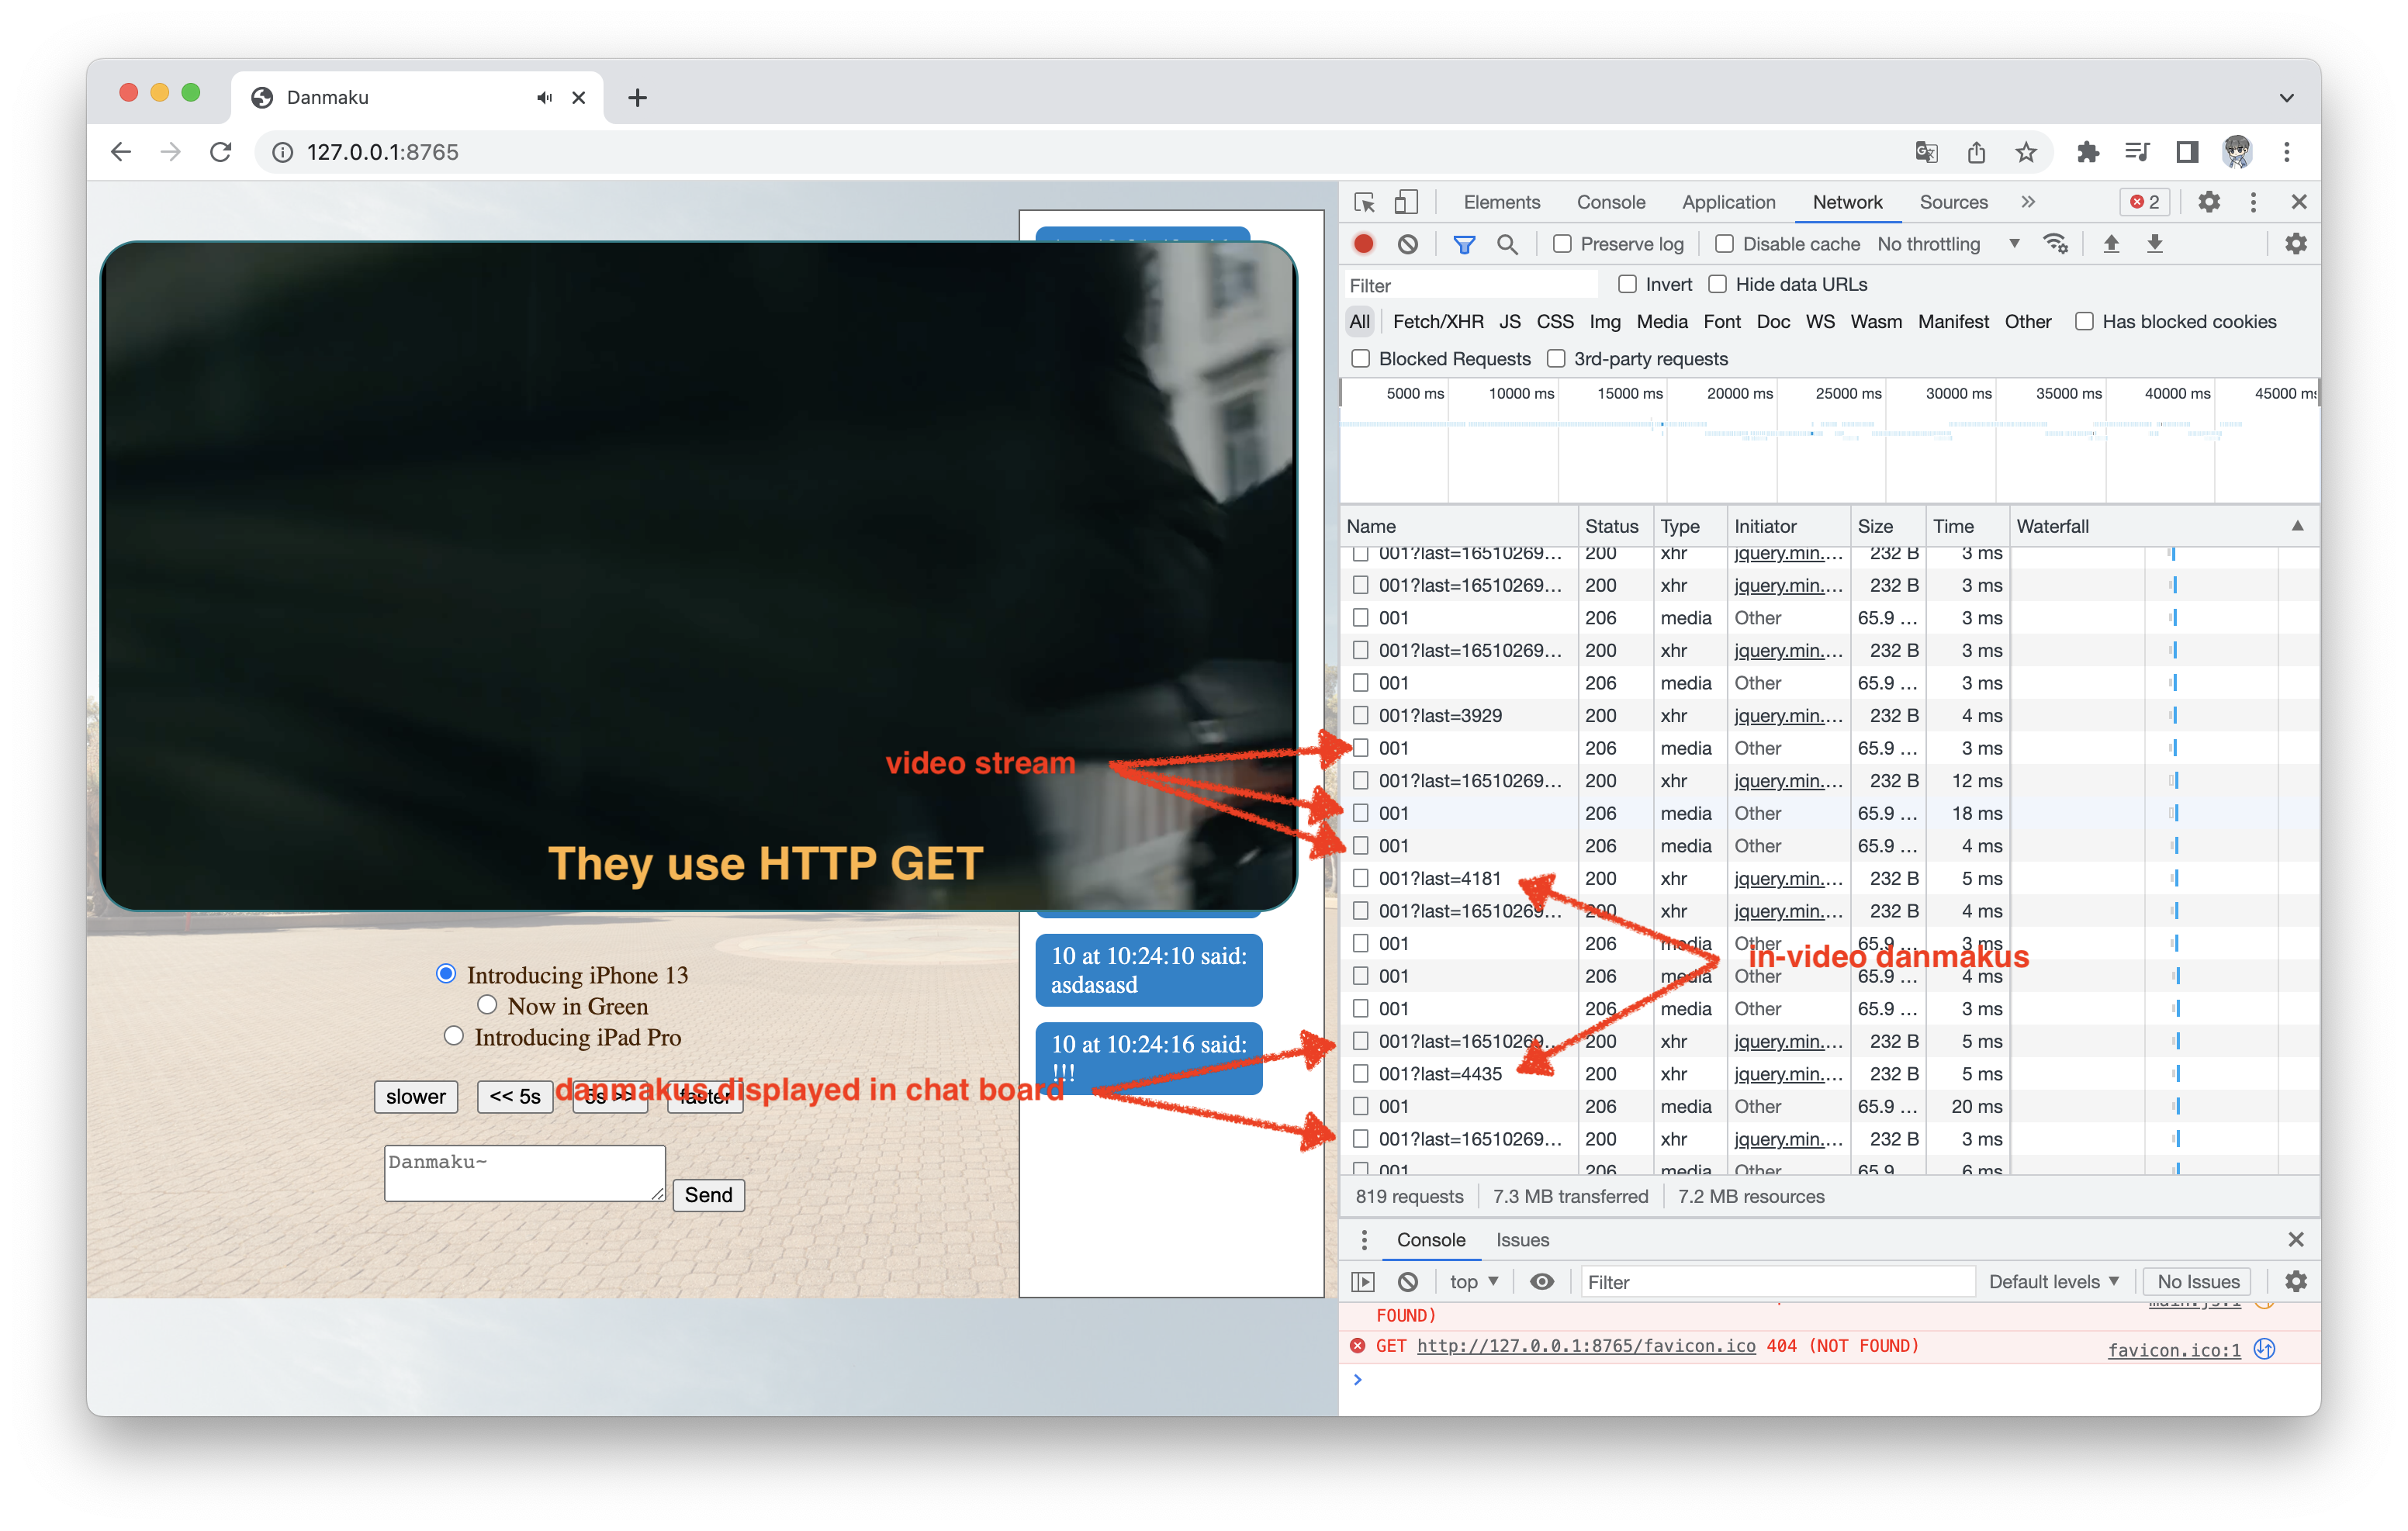 Danmaku
127.0.0.1:8765
They use HTTP GET
video stream
10 at 10:24:10 said:
asdasasd
10 at 10:24:16 said:
!!!
danmakus displayed in chat board
Introducing iPhone 13
Now in Green
Introducing iPad Pro
slower << 5s 5s >> faster
Danmaku~
Send
Elements Console Application Network Sources » 2
Preserve log Disable cache No throttling
Filter Invert Hide data URLs
All Fetch/XHR JS CSS Img Media Font Doc WS Wasm Manifest Other Has blocked cookies
Blocked Requests 3rd-party requests
5000 ms 10000 ms 15000 ms 20000 ms 25000 ms 30000 ms 35000 ms 40000 ms 45000 ms
Name Status Type Initiator Size Time Waterfall
001?last=16510269... 200 xhr jquery.min.... 232 B 3 ms
001?last=16510269... 200 xhr jquery.min.... 232 B 3 ms
001 206 media Other 65.9 ... 3 ms
001?last=16510269... 200 xhr jquery.min.... 232 B 3 ms
001 206 media Other 65.9 ... 3 ms
001?last=3929 200 xhr jquery.min.... 232 B 4 ms
001 206 media Other 65.9 ... 3 ms
001?last=16510269... 200 xhr jquery.min.... 232 B 12 ms
001 206 media Other 65.9 ... 18 ms
001 206 media Other 65.9 ... 4 ms
001?last=4181 200 xhr jquery.min.... 232 B 5 ms
001?last=16510269... 200 xhr jquery.min.... 232 B 4 ms
001 206 media Other 65.9 ... 3 ms
in-video danmakus
001 206 media Other 65.9 ... 4 ms
001 206 media Other 65.9 ... 3 ms
001?last=16510269... 200 xhr jquery.min.... 232 B 5 ms
001?last=4435 200 xhr jquery.min.... 232 B 5 ms
001 206 media Other 65.9 ... 20 ms
001?last=16510269... 200 xhr jquery.min.... 232 B 3 ms
001 206 media Other 65.9 6 ms
819 requests 7.3 MB transferred 7.2 MB resources
Console Issues
top Filter Default levels No Issues
FOUND) main.js:1
GET http://127.0.0.1:8765/favicon.ico 404 (NOT FOUND) favicon.ico:1